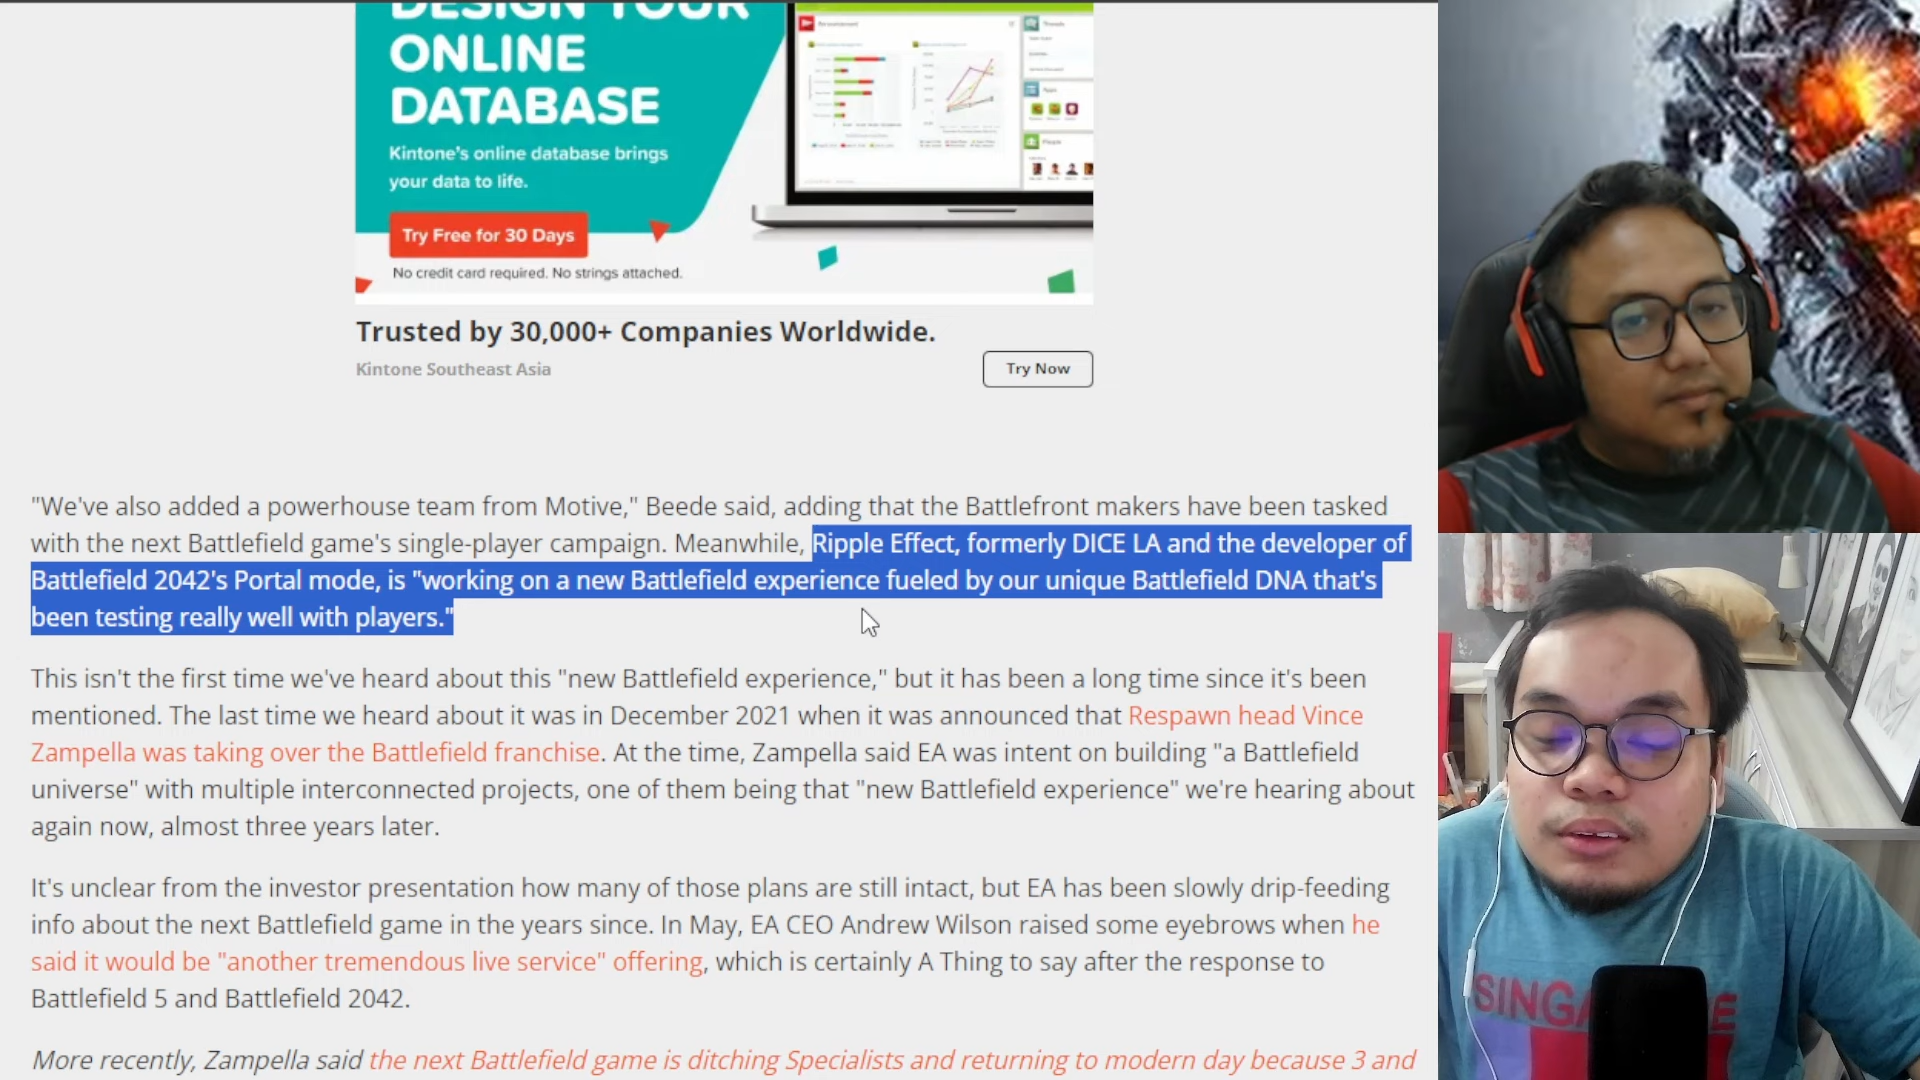 DESIGN YOUR
ONLINE
DATABASE
Kintone's online database brings
your data to life.
Try Free for 30 Days
No credit card required. No strings attached.
Trusted by 30,000+ Companies Worldwide.
Kintone Southeast Asia
Try Now
"We've also added a powerhouse team from Motive," Beede said, adding that the Battlefront makers have been tasked
with the next Battlefield game's single-player campaign. Meanwhile, Ripple Effect, formerly DICE LA and the developer of
Battlefield 2042's Portal mode, is "working on a new Battlefield experience fueled by our unique Battlefield DNA that's
been testing really well with players."
This isn't the first time we've heard about this "new Battlefield experience," but it has been a long time since it's been
mentioned. The last time we heard about it was in December 2021 when it was announced that Respawn head Vince
Zampella was taking over the Battlefield franchise. At the time, Zampella said EA was intent on building "a Battlefield
universe" with multiple interconnected projects, one of them being that "new Battlefield experience" we're hearing about
again now, almost three years later.
It's unclear from the investor presentation how many of those plans are still intact, but EA has been slowly drip-feeding
info about the next Battlefield game in the years since. In May, EA CEO Andrew Wilson raised some eyebrows when he
said it would be "another tremendous live service" offering, which is certainly A Thing to say after the response to
Battlefield 5 and Battlefield 2042.
More recently, Zampella said the next Battlefield game is ditching Specialists and returning to modern day because 3 and